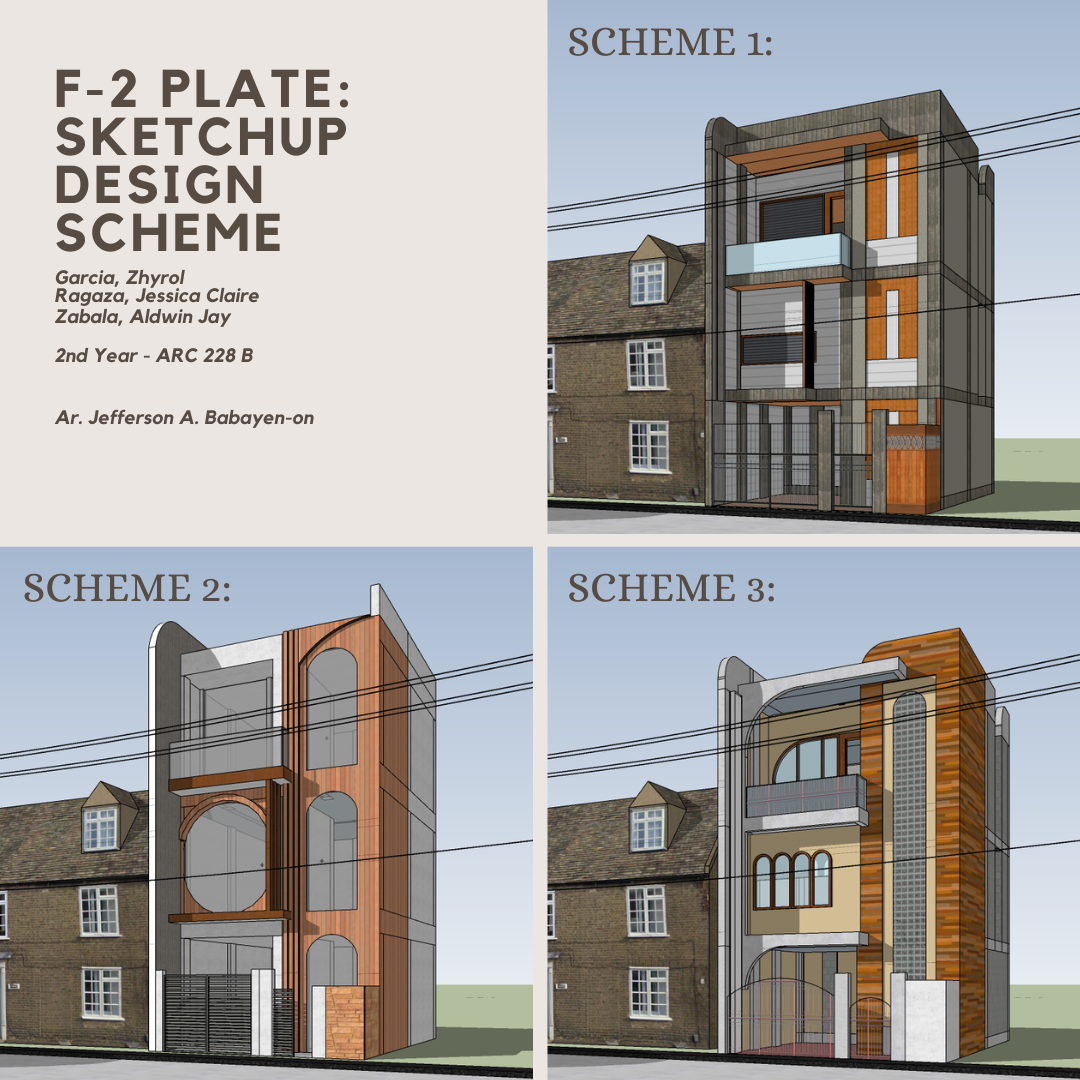 F-2 PLATE:
SKETCHUP
DESIGN
SCHEME
Garcia, Zhyrol
Ragaza, Jessica Claire
Zabala, Aldwin Jay
2nd Year - ARC 228 B
Ar. Jefferson A. Babayen-on
SCHEME 1:
SCHEME 2:
SCHEME 3: